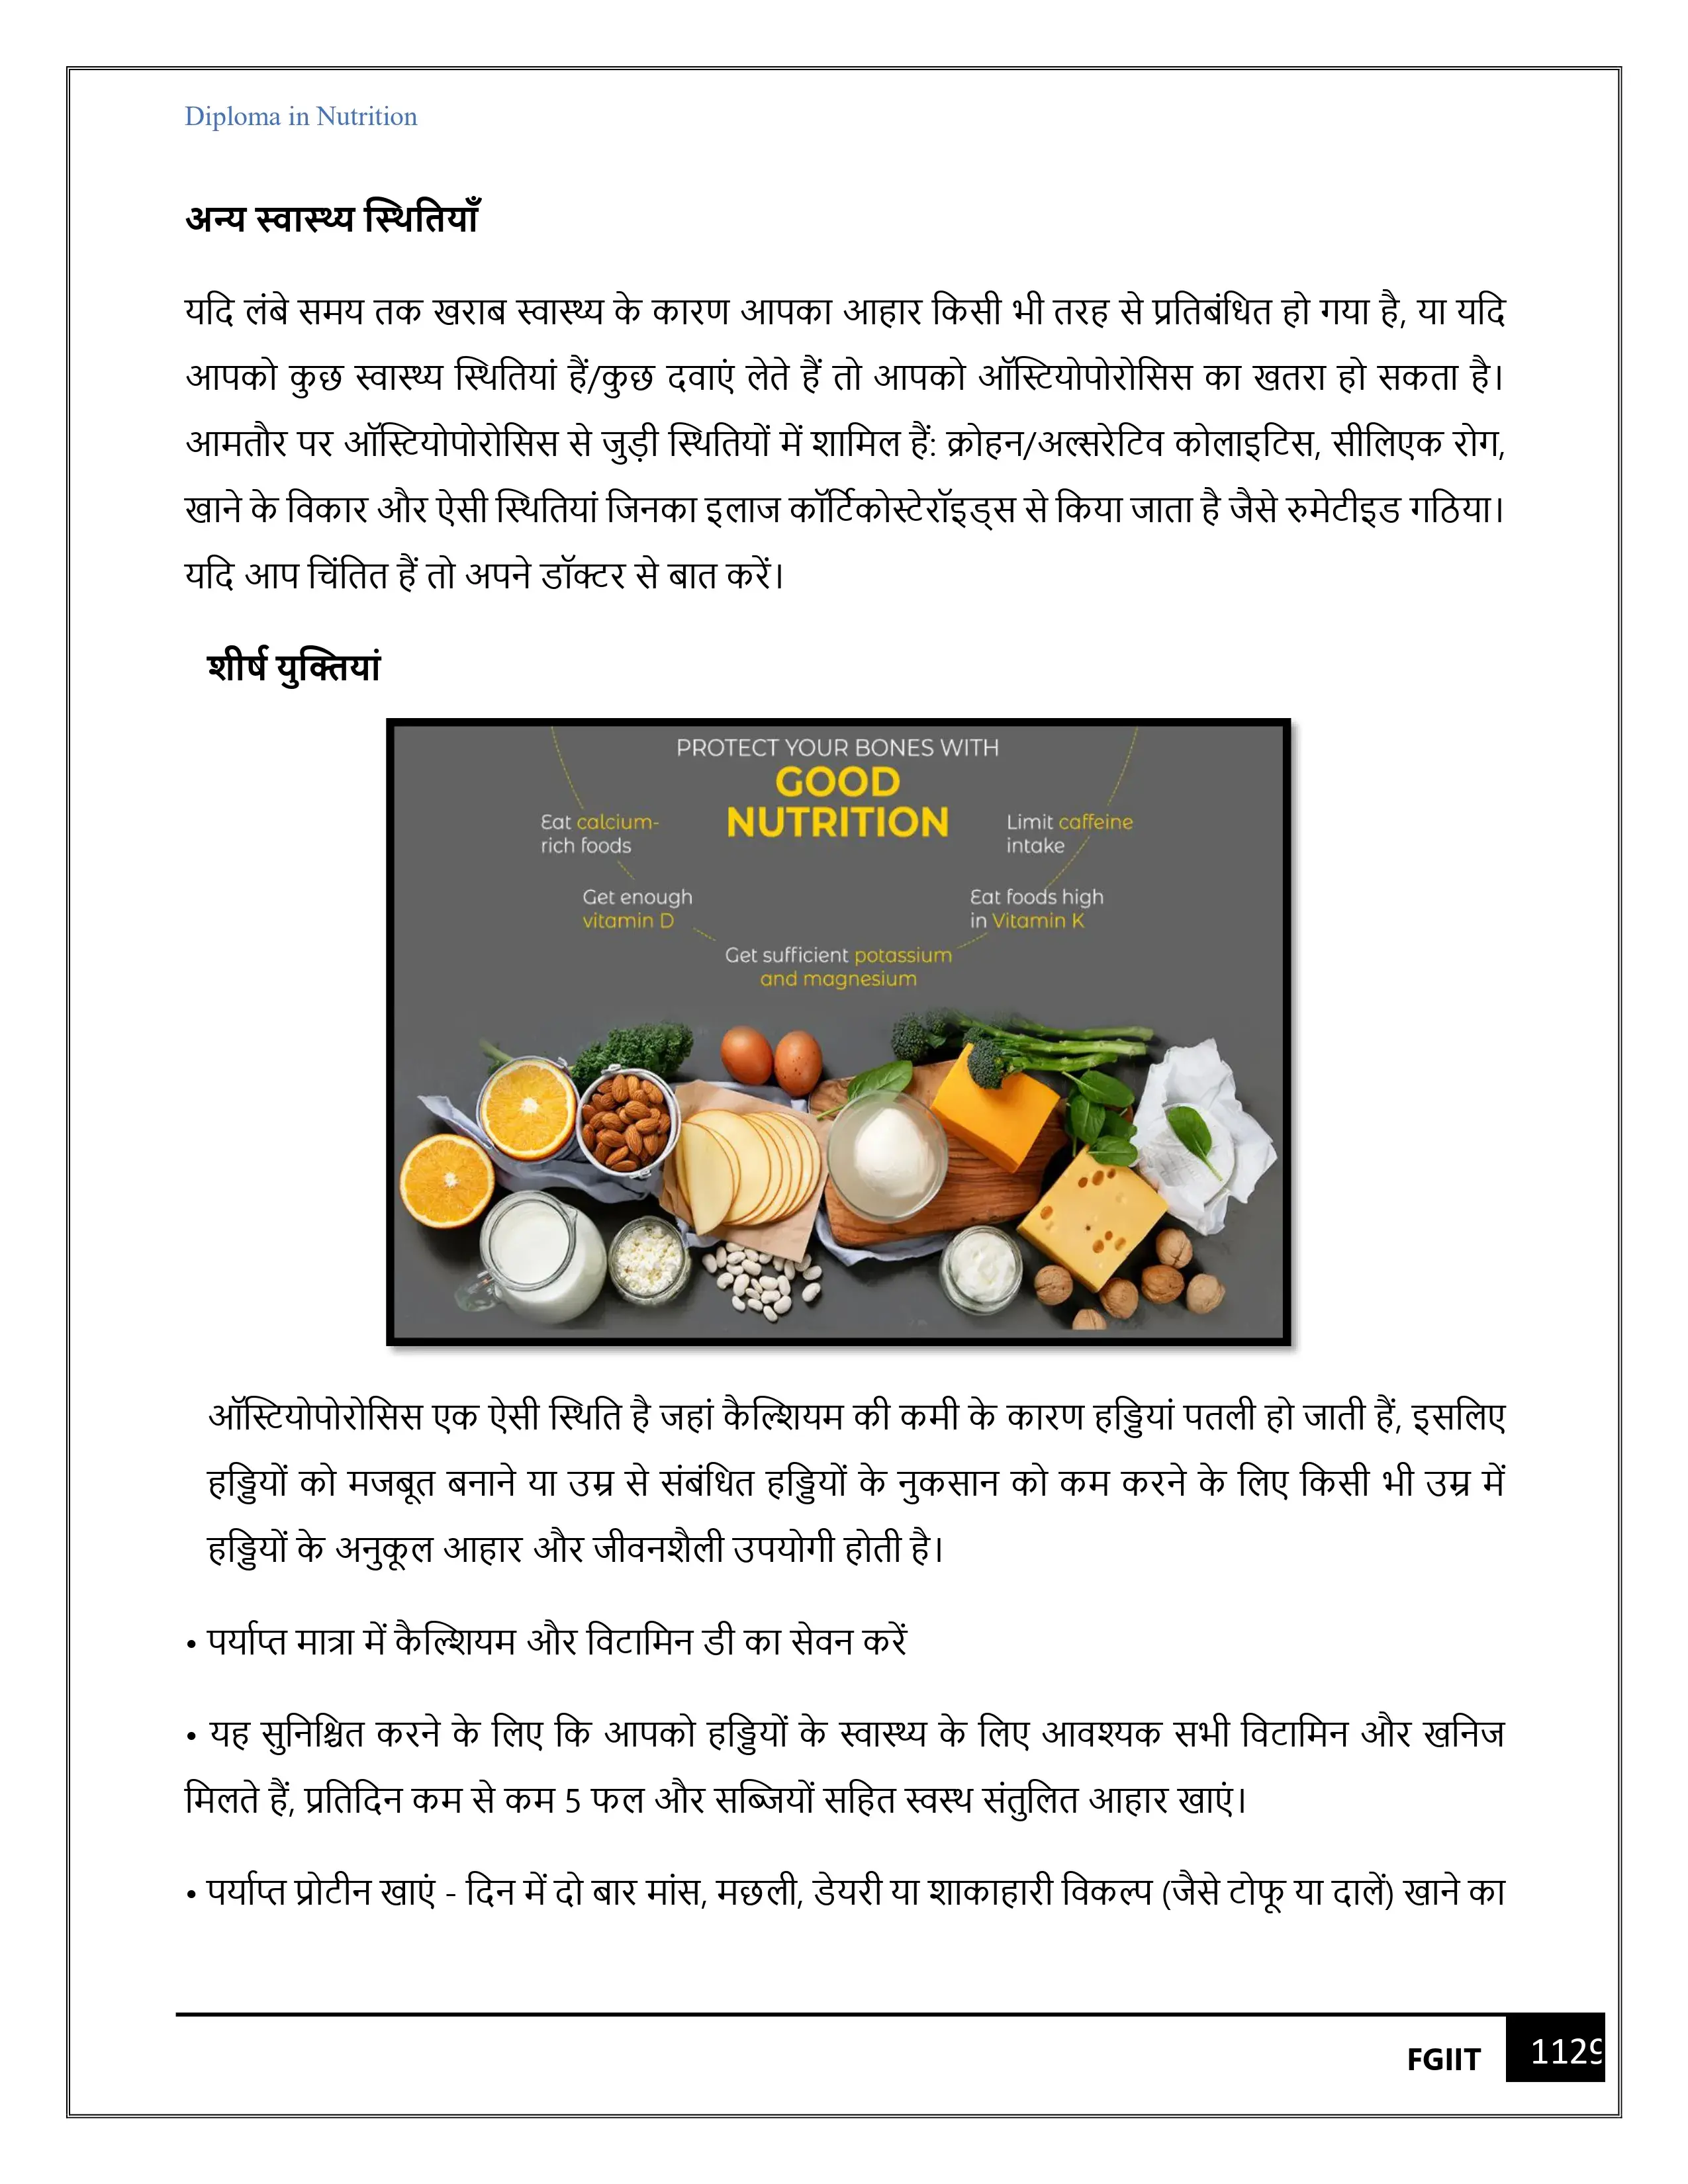 Diploma in Nutrition
अन्य स्वास्थ्य स्थितियाँ
यदि लंबे समय तक खराब स्वास्थ्य के कारण आपका आहार किसी भी तरह से प्रतिबंधित हो गया है, या यदि
आपको कुछ स्वास्थ्य स्थितियां हैं/कुछ दवाएं लेते हैं तो आपको ऑस्टियोपोरोसिस का खतरा हो सकता है।
आमतौर पर ऑस्टियोपोरोसिस से जुड़ी स्थितियों में शामिल हैं: क्रोहन/अल्सरेटिव कोलाइटिस, सीलिएक रोग,
खाने के विकार और ऐसी स्थितियां जिनका इलाज कॉर्टिकोस्टेरॉइड्स से किया जाता है जैसे रुमेटीइड गठिया।
यदि आप चिंतित हैं तो अपने डॉक्टर से बात करें।
शीर्ष युक्तियां
PROTECT YOUR BONES WITH
GOOD
NUTRITION
Eat calcium-
rich foods
Get enough
vitamin D
Get sufficient potassium
and magnesium
Eat foods high
in Vitamin K
Limit caffeine
intake
ऑस्टियोपोरोसिस एक ऐसी स्थिति है जहां कैल्शियम की कमी के कारण हड्डियां पतली हो जाती हैं, इसलिए
हड्डियों को मजबूत बनाने या उम्र से संबंधित हड्डियों के नुकसान को कम करने के लिए किसी भी उम्र में
हड्डियों के अनुकूल आहार और जीवनशैली उपयोगी होती है।
• पर्याप्त मात्रा में कैल्शियम और विटामिन डी का सेवन करें
• यह सुनिश्चित करने के लिए कि आपको हड्डियों के स्वास्थ्य के लिए आवश्यक सभी विटामिन और खनिज
मिलते हैं, प्रतिदिन कम से कम 5 फल और सब्जियों सहित स्वस्थ संतुलित आहार खाएं।
• पर्याप्त प्रोटीन खाएं - दिन में दो बार मांस, मछली, डेयरी या शाकाहारी विकल्प (जैसे टोफू या दालें) खाने का
FGIIT 1129